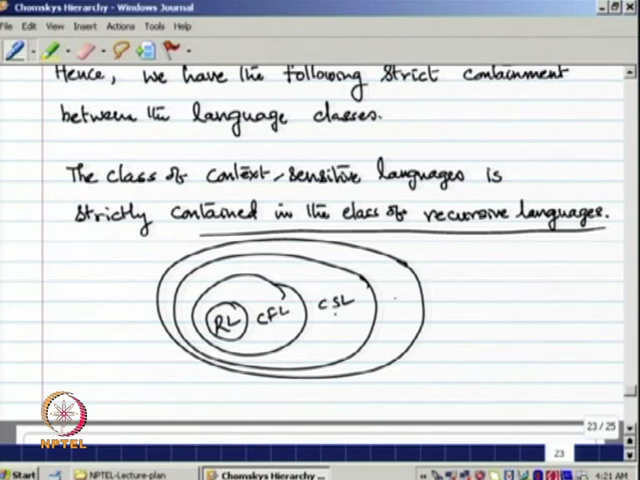 Chomskys Hierarchy - Windows Journal
File Edit View Insert Actions Tools Help
Hence, we have the following strict containment
between the language classes.
The class of context-sensitive languages is
strictly contained in the class of recursive languages.
RL CFL CSL
NPTEL
23 / 25
23
Start NPTEL-Lecture-plan Chomskys Hierarchy - ... 4:21 AM